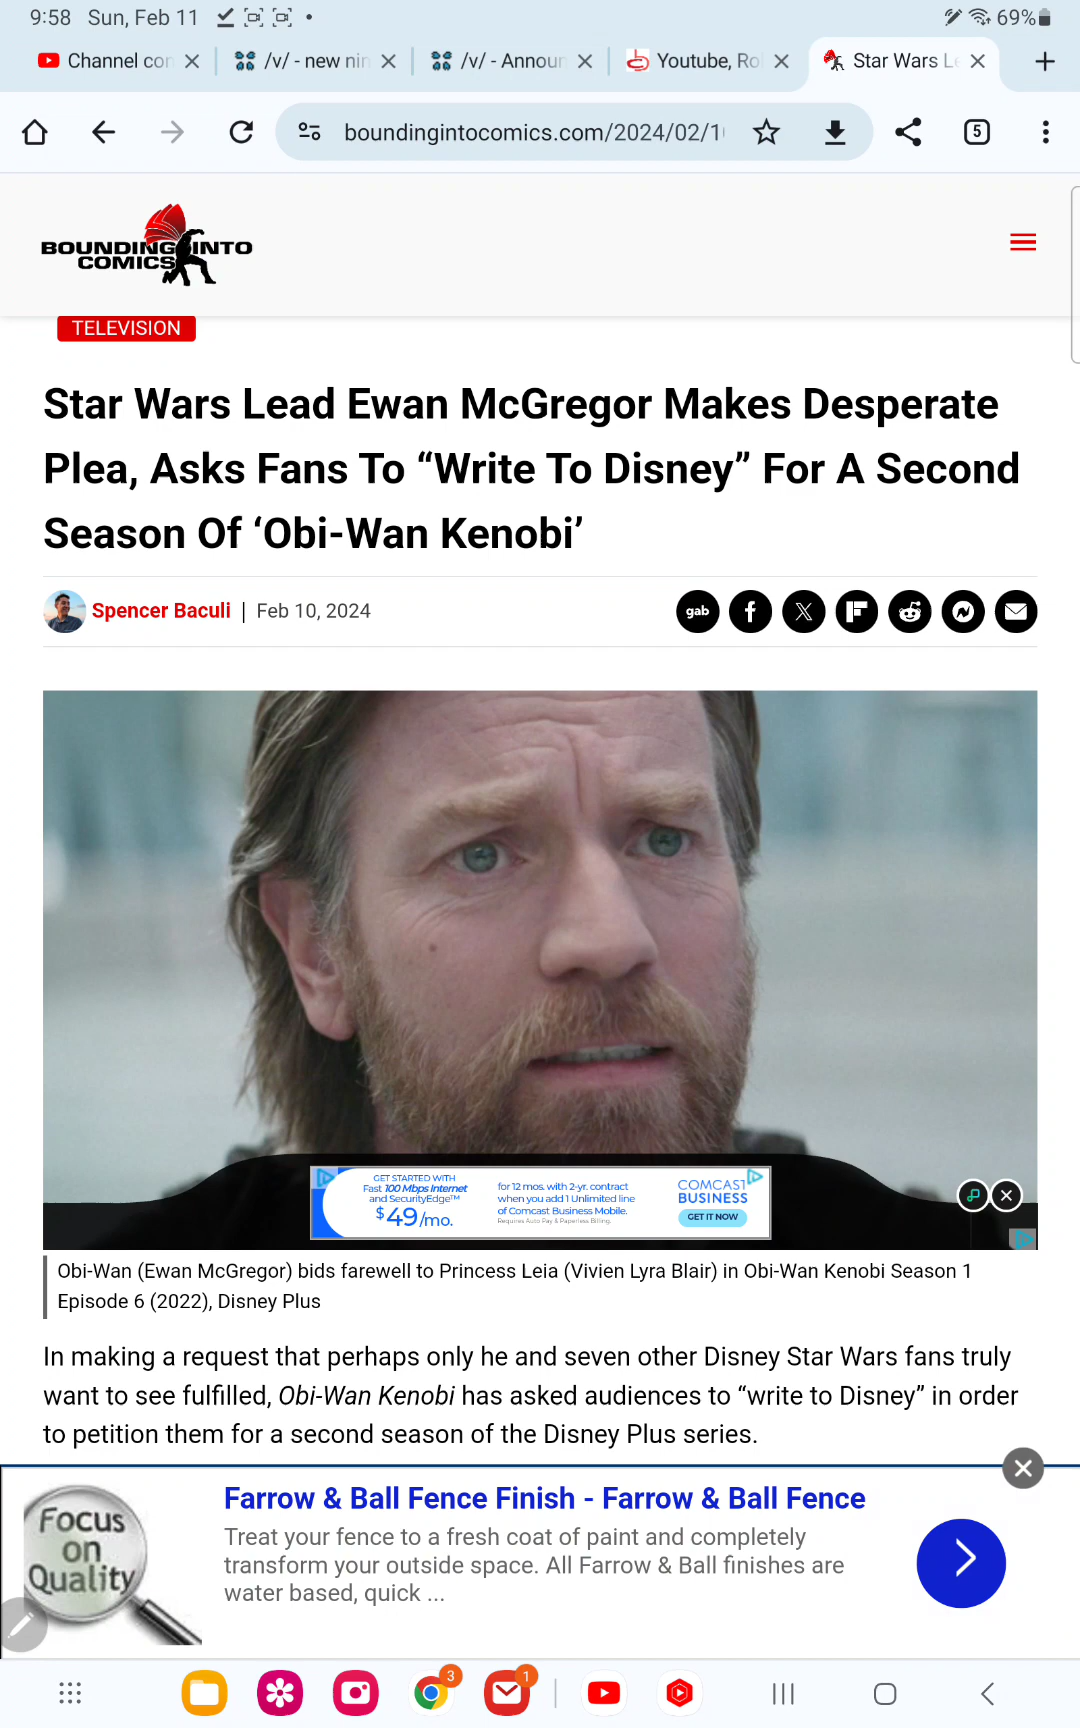 9:58 Sun, Feb 11
69%
Channel con
/v/ - new nin
/v/ - Announ
Youtube, Ro
Star Wars Le
boundingintocomics.com/2024/02/1
5
BOUNDING INTO
COMICS
TELEVISION
Star Wars Lead Ewan McGregor Makes Desperate
Plea, Asks Fans To “Write To Disney” For A Second
Season Of ‘Obi-Wan Kenobi’
Spencer Baculi | Feb 10, 2024
gab
GET STARTED WITH
Fast 100 Mbps Internet
and SecurityEdge™
$49/mo.
for 12 mos. with 2-yr. contract
when you add 1 Unlimited line
of Comcast Business Mobile.
Requires Auto Pay & Paperless Billing.
COMCAST
BUSINESS
GET IT NOW
Obi-Wan (Ewan McGregor) bids farewell to Princess Leia (Vivien Lyra Blair) in Obi-Wan Kenobi Season 1
Episode 6 (2022), Disney Plus
In making a request that perhaps only he and seven other Disney Star Wars fans truly
want to see fulfilled, Obi-Wan Kenobi has asked audiences to “write to Disney” in order
to petition them for a second season of the Disney Plus series.
Focus
on
Quality
Farrow & Ball Fence Finish - Farrow & Ball Fence
Treat your fence to a fresh coat of paint and completely
transform your outside space. All Farrow & Ball finishes are
water based, quick ...
3
1